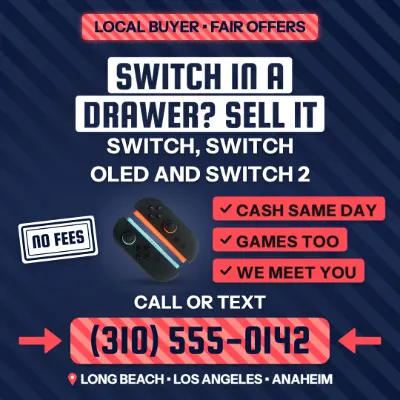 LOCAL BUYER • FAIR OFFERS
SWITCH IN A
DRAWER? SELL IT
SWITCH, SWITCH
OLED AND SWITCH 2
NO FEES
CASH SAME DAY
GAMES TOO
WE MEET YOU
CALL OR TEXT
(310) 555-0142
LONG BEACH • LOS ANGELES • ANAHEIM